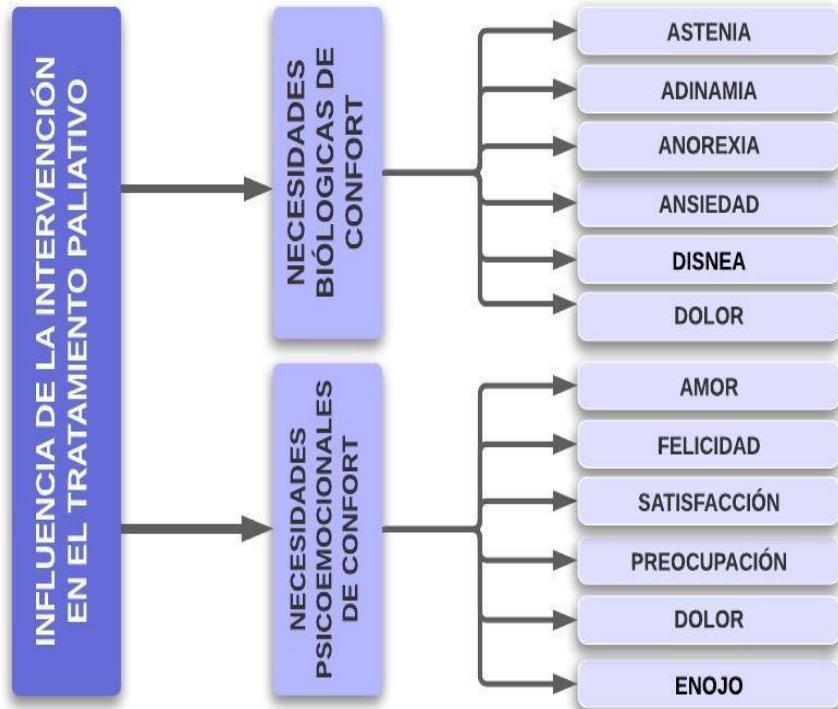 INFLUENCIA DE LA INTERVENCIÓN
EN EL TRATAMIENTO PALIATIVO
NECESIDADES
BIÓLOGICAS DE
CONFORT
ASTENIA
ADINAMIA
ANOREXIA
ANSIEDAD
DISNEA
DOLOR
NECESIDADES
PSICOEMOCIONALES
DE CONFORT
AMOR
FELICIDAD
SATISFACCIÓN
PREOCUPACIÓN
DOLOR
ENOJO